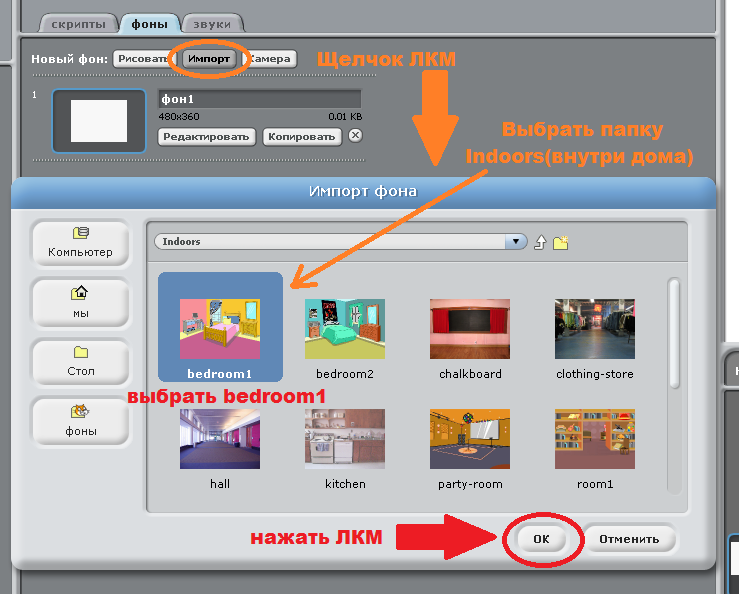 скрипты фоны звуки
Новый фон: Рисовать Импорт Камера
Щелчок ЛКМ
1
фон1
480x360 0.01 KB
Редактировать Копировать
Выбрать папку
Indoors(внутри дома)
Импорт фона
Компьютер
мы
Стол
фоны
Indoors
bedroom1 bedroom2 chalkboard clothing-store
выбрать bedroom1
hall kitchen party-room room1
нажать ЛКМ
OK Отменить